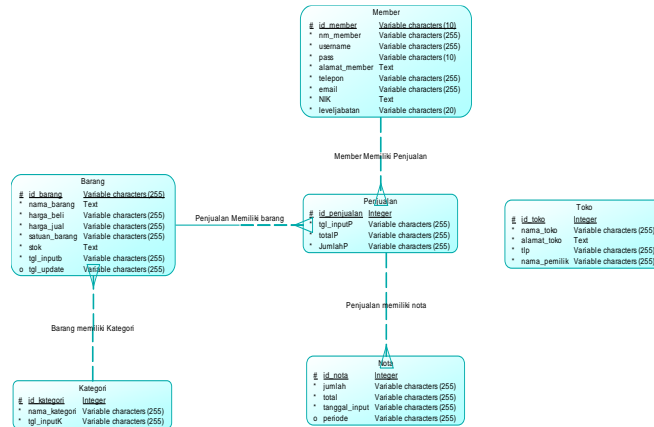 Member
# id_member Variable characters (10)
* nm_member Variable characters (255)
* username Variable characters (255)
* pass Variable characters (10)
* alamat_member Text
* telepon Variable characters (255)
* email Variable characters (255)
* NIK Text
* leveljabatan Variable characters (20)
Member Memiliki Penjualan
Barang
# id_barang Variable characters (255)
* nama_barang Text
* harga_beli Variable characters (255)
* harga_jual Variable characters (255)
* satuan_barang Variable characters (255)
* stok Text
* tgl_inputb Variable characters (255)
o tgl_update Variable characters (255)
Penjualan Memiliki barang
Penjualan
# id_penjualan Integer
* tgl_inputP Variable characters (255)
* totalP Variable characters (255)
* JumlahP Variable characters (255)
Toko
# id_toko Integer
* nama_toko Variable characters (255)
* alamat_toko Text
* tlp Variable characters (255)
* nama_pemilik Variable characters (255)
Penjualan memiliki nota
Barang memiliki Kategori
Nota
# id_nota Integer
* jumlah Variable characters (255)
* total Variable characters (255)
* tanggal_input Variable characters (255)
o periode Variable characters (255)
Kategori
# id_kategori Integer
* nama_kategori Variable characters (255)
* tgl_inputK Variable characters (255)